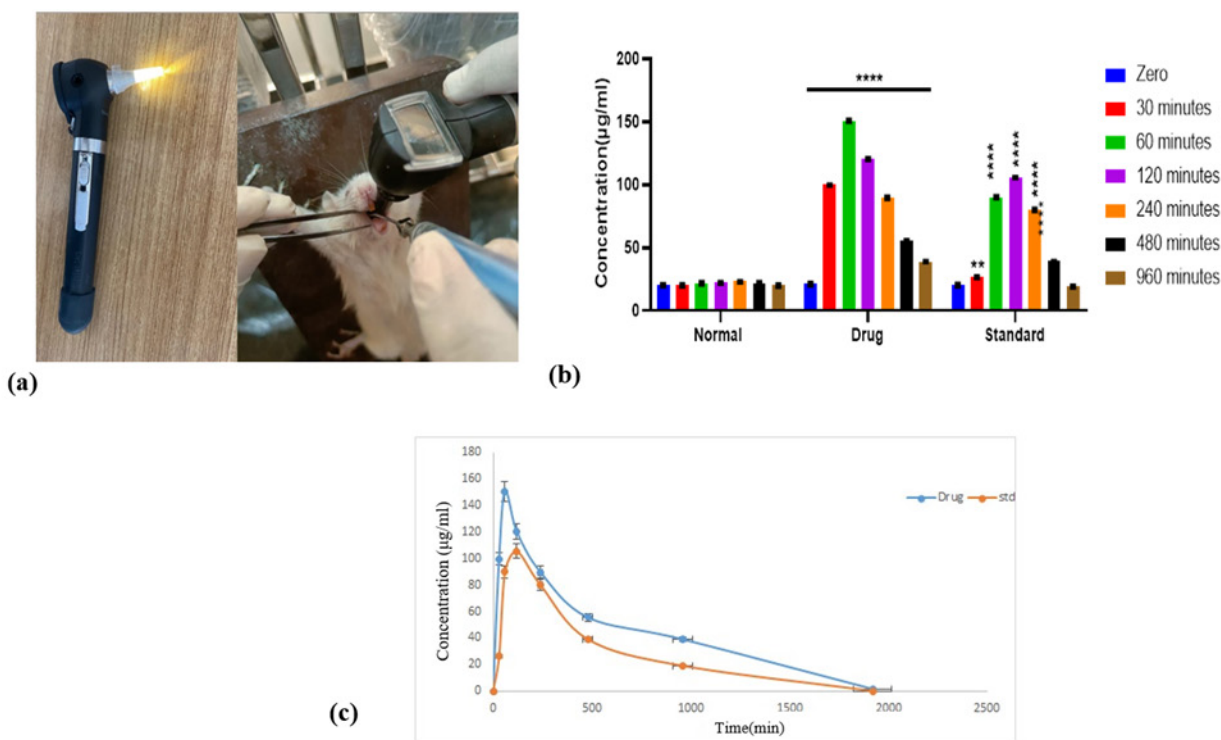 (a)
Concentration(µg/ml)
200
150
100
50
0
****
**
****
****
****
****
Normal Drug Standard
Zero
30 minutes
60 minutes
120 minutes
240 minutes
480 minutes
960 minutes
(b)
Concentration (µg/ml)
180
160
140
120
100
80
60
40
20
0
Drug std
0 500 1000 1500 2000 2500
Time(min)
(c)